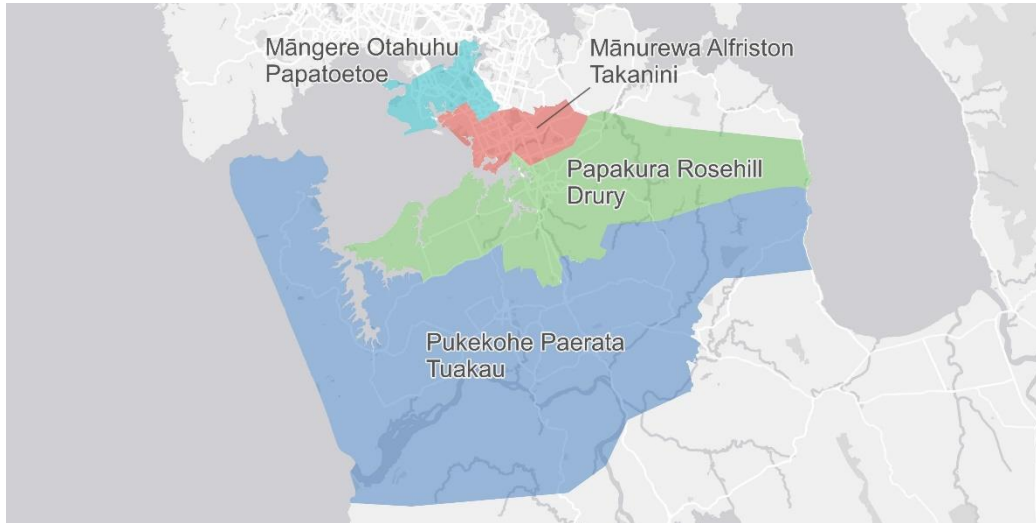 Māngere Otahuhu
Papatoetoe
Mānurewa Alfriston
Takanini
Papakura Rosehill
Drury
Pukekohe Paerata
Tuakau